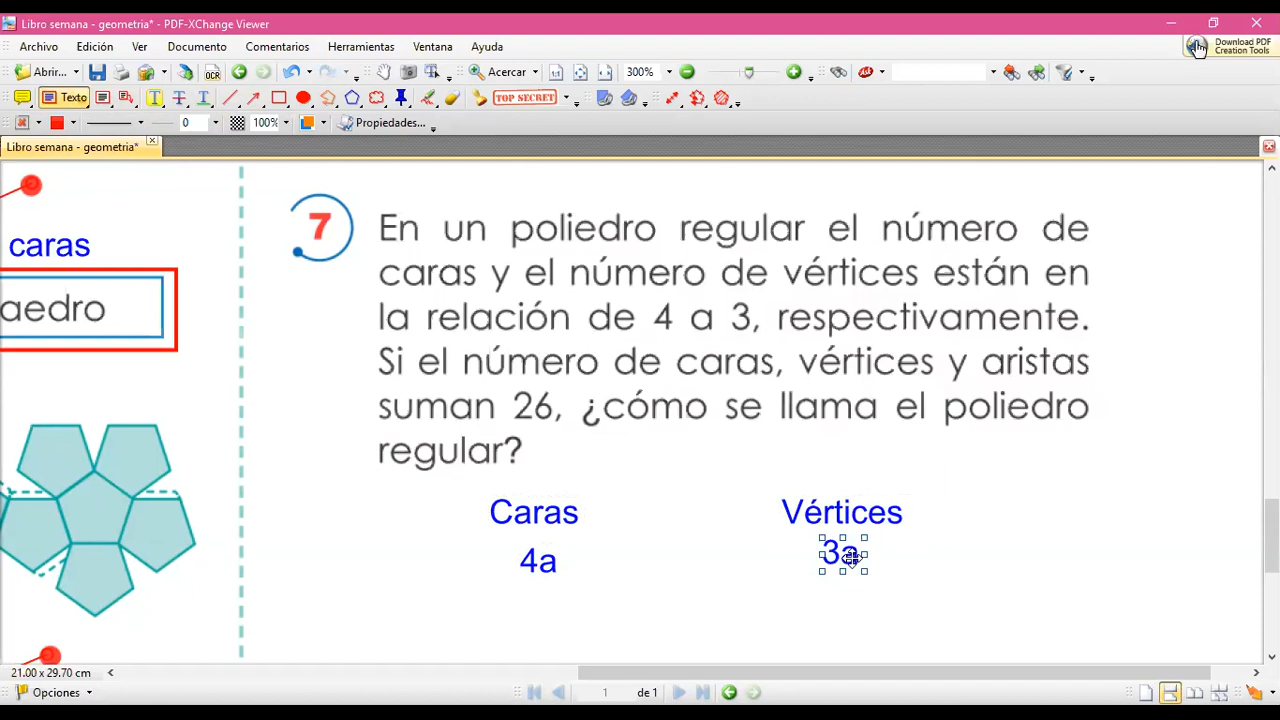 Libro semana - geometria* - PDF-XChange Viewer
Archivo Edición Ver Documento Comentarios Herramientas Ventana Ayuda
Download PDF
Creation Tools
Abrir... OCR Acercar 300%
Texto TOP SECRET
0 100% Propiedades...
Libro semana - geometria*
caras
aedro
7
En un poliedro regular el número de
caras y el número de vértices están en
la relación de 4 a 3, respectivamente.
Si el número de caras, vértices y aristas
suman 26, ¿cómo se llama el poliedro
regular?
Caras Vértices
4a 3a
21.00 x 29.70 cm
Opciones 1 de 1